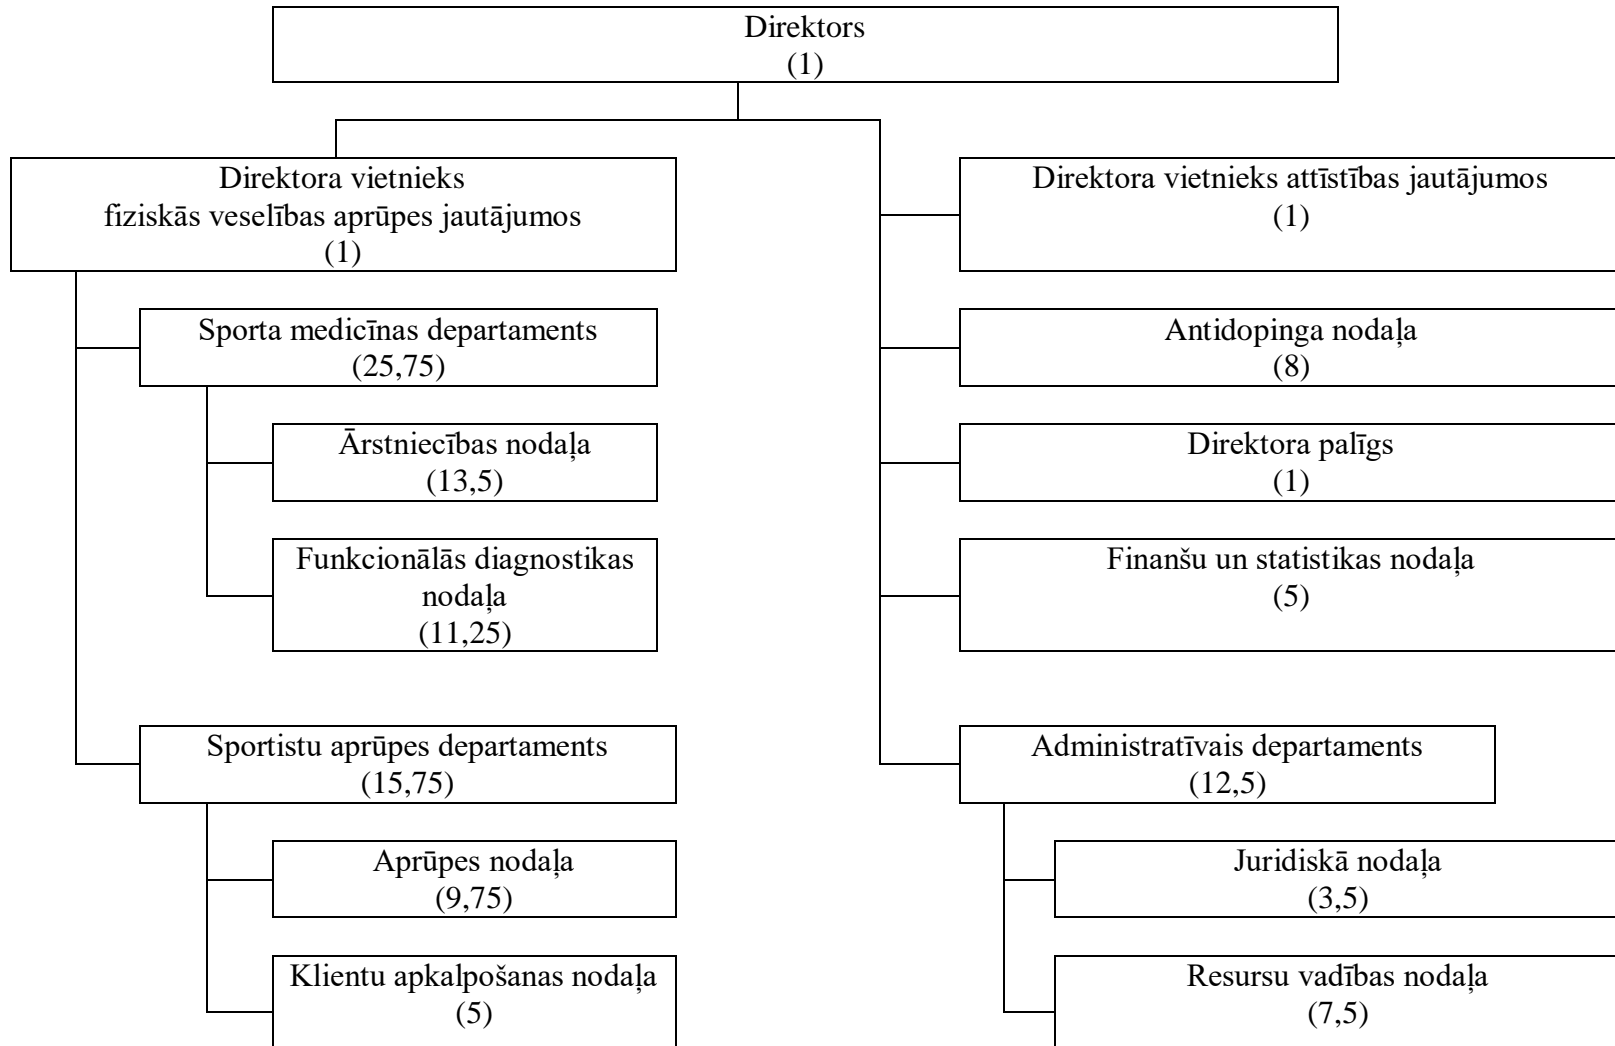 Direktors
(1)
Direktora vietnieks
fiziskās veselības aprūpes jautājumos
(1)
Sporta medicīnas departaments
(25,75)
Ārstniecības nodaļa
(13,5)
Funkcionālās diagnostikas
nodaļa
(11,25)
Sportistu aprūpes departaments
(15,75)
Aprūpes nodaļa
(9,75)
Klientu apkalpošanas nodaļa
(5)
Direktora vietnieks attīstības jautājumos
(1)
Antidopinga nodaļa
(8)
Direktora palīgs
(1)
Finanšu un statistikas nodaļa
(5)
Administratīvais departaments
(12,5)
Juridiskā nodaļa
(3,5)
Resursu vadības nodaļa
(7,5)